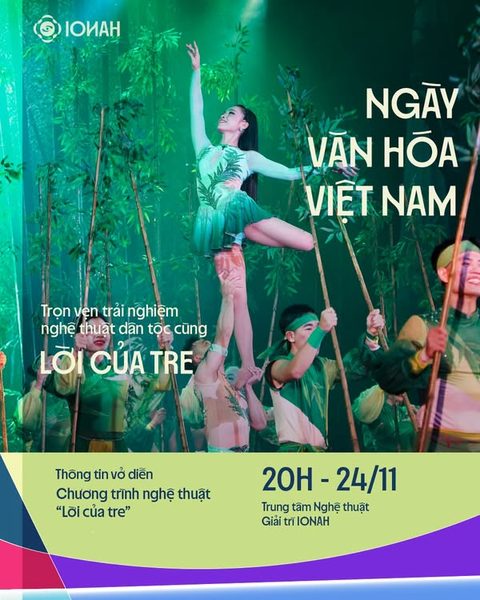 IONAH
NGÀY
VĂN HÓA
VIỆT NAM
Trọn vẹn trải nghiệm
nghệ thuật dân tộc cùng
LỜI CỦA TRE
Thông tin vở diễn
Chương trình nghệ thuật
“Lời của tre”
20H - 24/11
Trung tâm Nghệ thuật
Giải trí IONAH